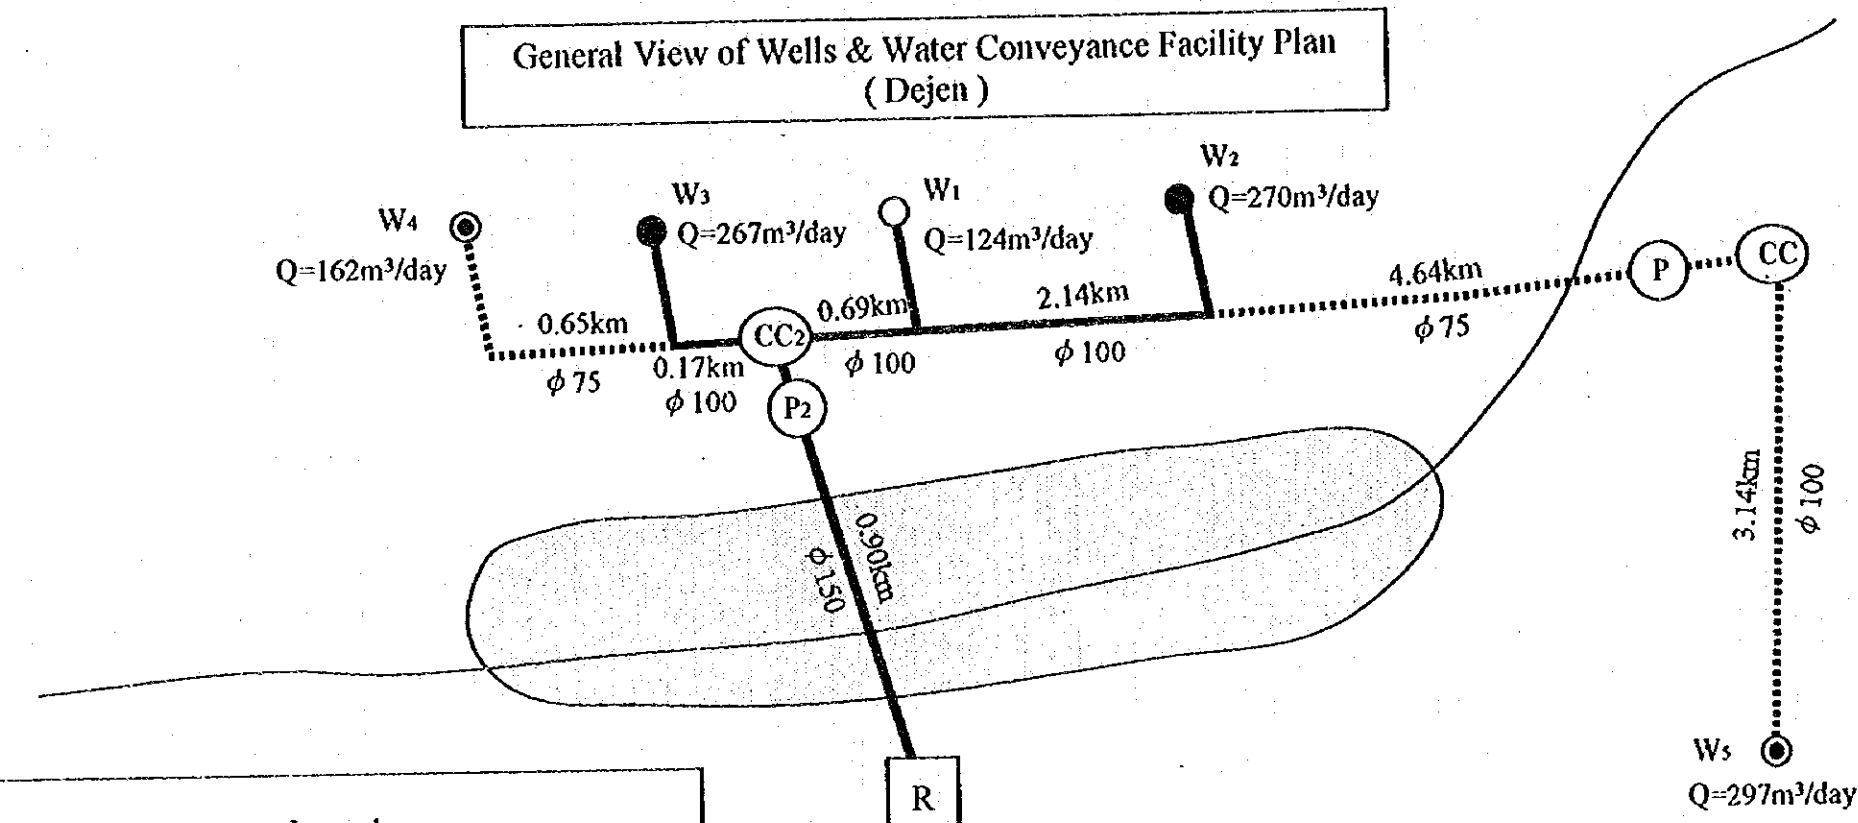 General View of Wells & Water Conveyance Facility Plan
( Dejen )
W₂
Q=270m³/day
W₃
Q=267m³/day
W₁
Q=124m³/day
W₄
Q=162m³/day
CC
P
4.64km
φ 75
2.14km
φ 100
0.69km
φ 100
CC₂
0.65km
φ 75
0.17km
φ 100
P₂
3.14km
φ 100
0.90km
φ 150
W₅
Q=297m³/day
R